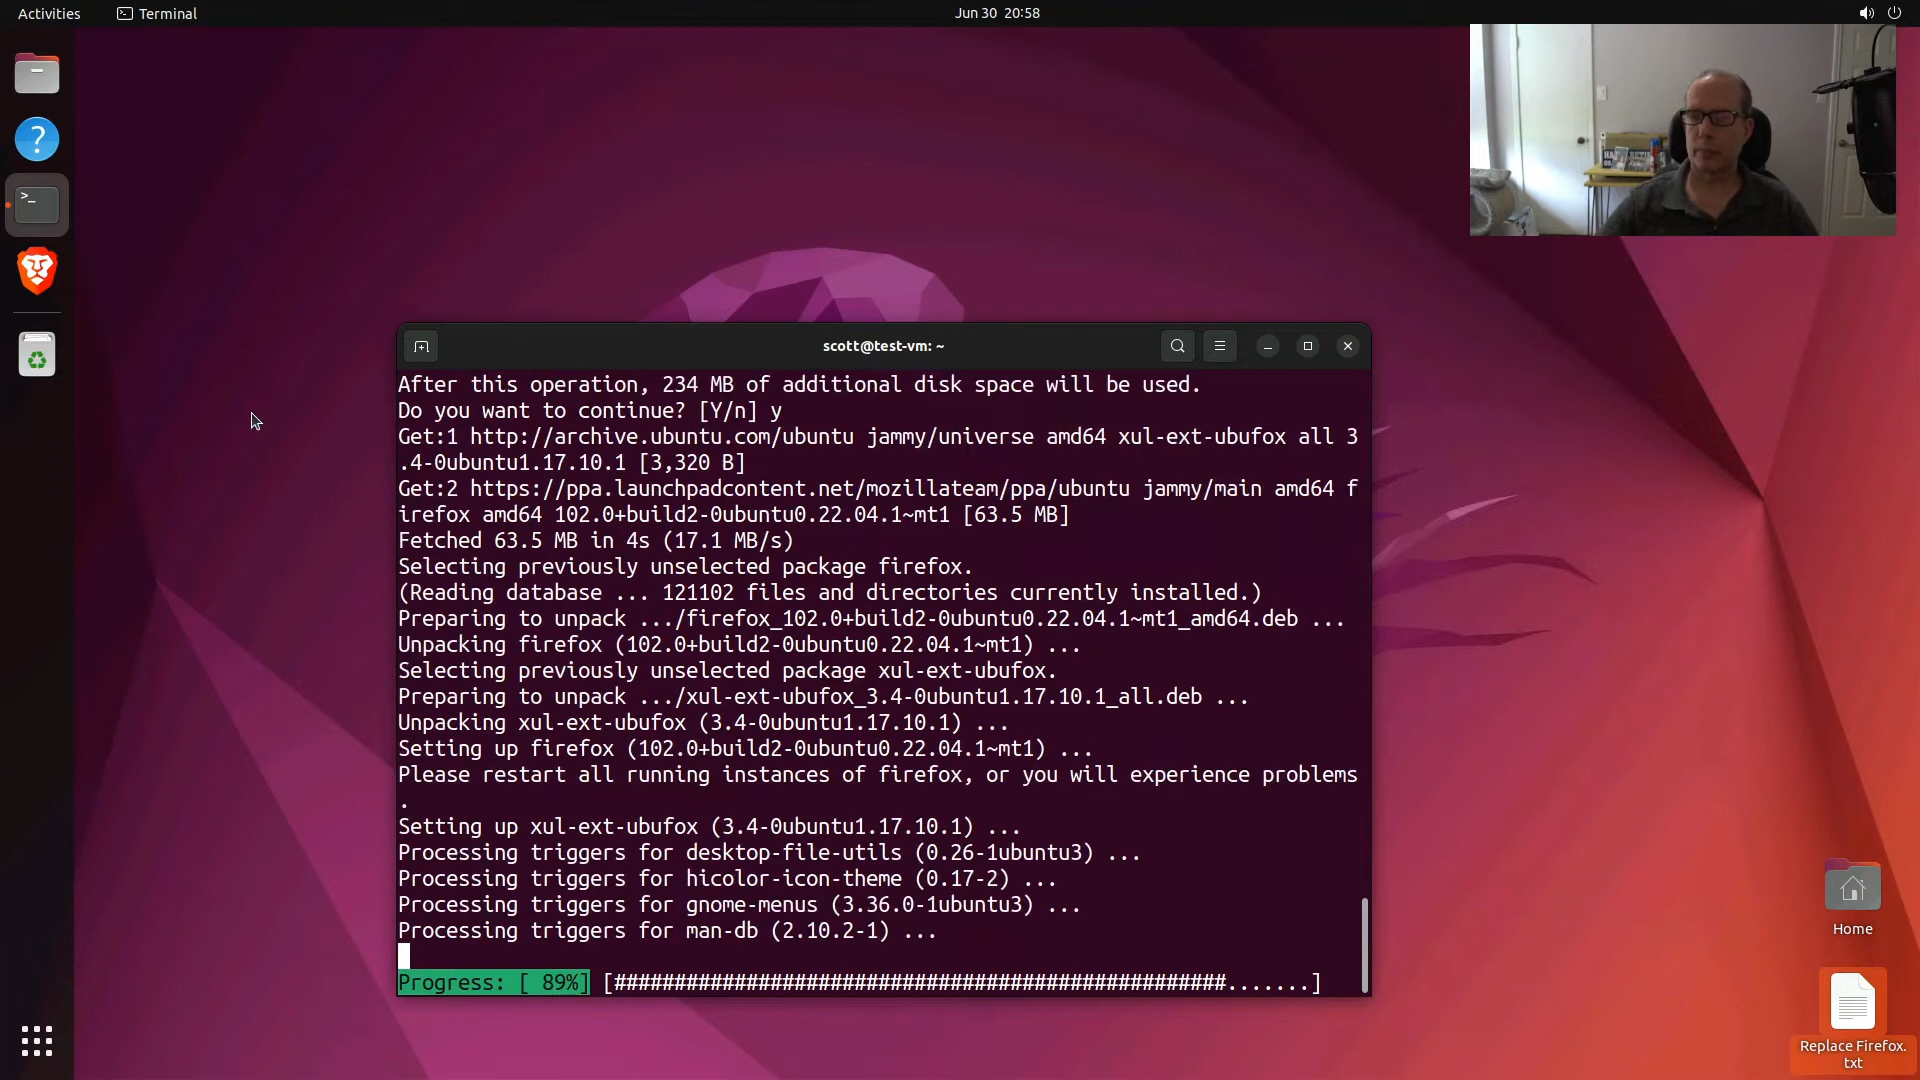 Activities
Terminal
Jun 30 20:58
scott@test-vm: ~
After this operation, 234 MB of additional disk space will be used.
Do you want to continue? [Y/n] y
Get:1 http://archive.ubuntu.com/ubuntu jammy/universe amd64 xul-ext-ubufox all 3
.4-0ubuntu1.17.10.1 [3,320 B]
Get:2 https://ppa.launchpadcontent.net/mozillateam/ppa/ubuntu jammy/main amd64 f
irefox amd64 102.0+build2-0ubuntu0.22.04.1~mt1 [63.5 MB]
Fetched 63.5 MB in 4s (17.1 MB/s)
Selecting previously unselected package firefox.
(Reading database ... 121102 files and directories currently installed.)
Preparing to unpack .../firefox_102.0+build2-0ubuntu0.22.04.1~mt1_amd64.deb ...
Unpacking firefox (102.0+build2-0ubuntu0.22.04.1~mt1) ...
Selecting previously unselected package xul-ext-ubufox.
Preparing to unpack .../xul-ext-ubufox_3.4-0ubuntu1.17.10.1_all.deb ...
Unpacking xul-ext-ubufox (3.4-0ubuntu1.17.10.1) ...
Setting up firefox (102.0+build2-0ubuntu0.22.04.1~mt1) ...
Please restart all running instances of firefox, or you will experience problems
.
Setting up xul-ext-ubufox (3.4-0ubuntu1.17.10.1) ...
Processing triggers for desktop-file-utils (0.26-1ubuntu3) ...
Processing triggers for hicolor-icon-theme (0.17-2) ...
Processing triggers for gnome-menus (3.36.0-1ubuntu3) ...
Processing triggers for man-db (2.10.2-1) ...
Progress: [ 89%] [###################################################.......]
Home
Replace Firefox.
txt